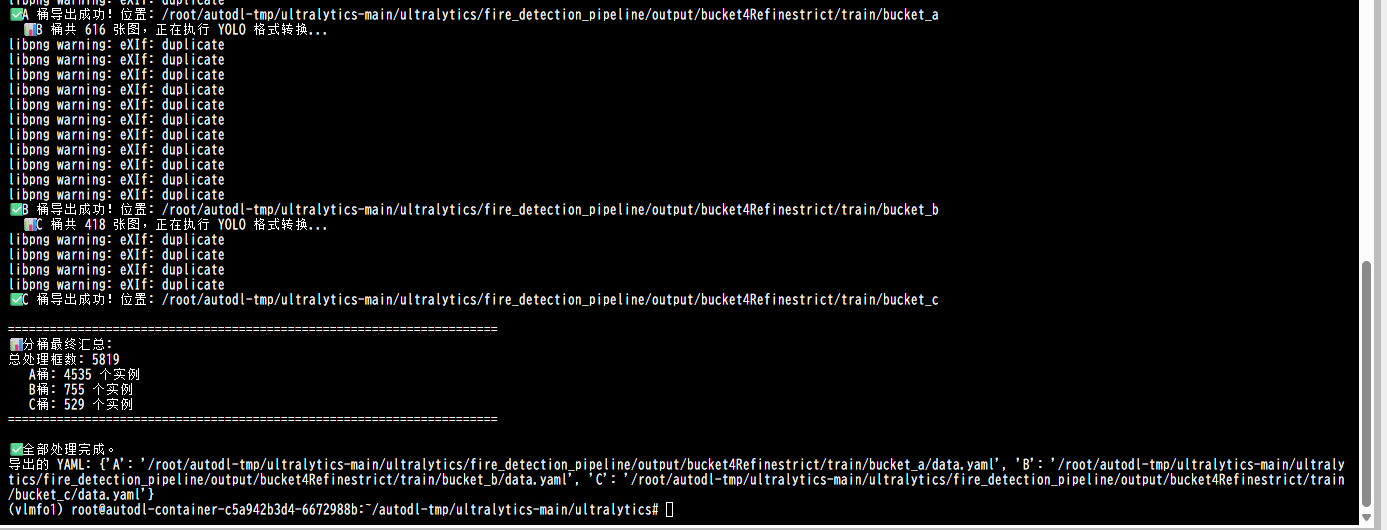 libpng warning: eXIf: duplicate
✅A 桶导出成功! 位置: /root/autodl-tmp/ultralytics-main/ultralytics/fire_detection_pipeline/output/bucket4Refinestrict/train/bucket_a
📊B 桶共 616 张图，正在执行 YOLO 格式转换...
libpng warning: eXIf: duplicate
libpng warning: eXIf: duplicate
libpng warning: eXIf: duplicate
libpng warning: eXIf: duplicate
libpng warning: eXIf: duplicate
libpng warning: eXIf: duplicate
libpng warning: eXIf: duplicate
libpng warning: eXIf: duplicate
libpng warning: eXIf: duplicate
libpng warning: eXIf: duplicate
libpng warning: eXIf: duplicate
✅B 桶导出成功! 位置: /root/autodl-tmp/ultralytics-main/ultralytics/fire_detection_pipeline/output/bucket4Refinestrict/train/bucket_b
📊C 桶共 418 张图，正在执行 YOLO 格式转换...
libpng warning: eXIf: duplicate
libpng warning: eXIf: duplicate
libpng warning: eXIf: duplicate
libpng warning: eXIf: duplicate
✅C 桶导出成功! 位置: /root/autodl-tmp/ultralytics-main/ultralytics/fire_detection_pipeline/output/bucket4Refinestrict/train/bucket_c
======================================================================
📊分桶最终汇总:
总处理框数: 5819
A桶: 4535 个实例
B桶: 755 个实例
C桶: 529 个实例
======================================================================
✅全部处理完成。
导出的 YAML: {'A': '/root/autodl-tmp/ultralytics-main/ultralytics/fire_detection_pipeline/output/bucket4Refinestrict/train/bucket_a/data.yaml', 'B': '/root/autodl-tmp/ultralytics-main/ultraly
tics/fire_detection_pipeline/output/bucket4Refinestrict/train/bucket_b/data.yaml', 'C': '/root/autodl-tmp/ultralytics-main/ultralytics/fire_detection_pipeline/output/bucket4Refinestrict/train
/bucket_c/data.yaml'}
(vlmfo1) root@autodl-container-c5a942b3d4-6672988b:~/autodl-tmp/ultralytics-main/ultralytics#